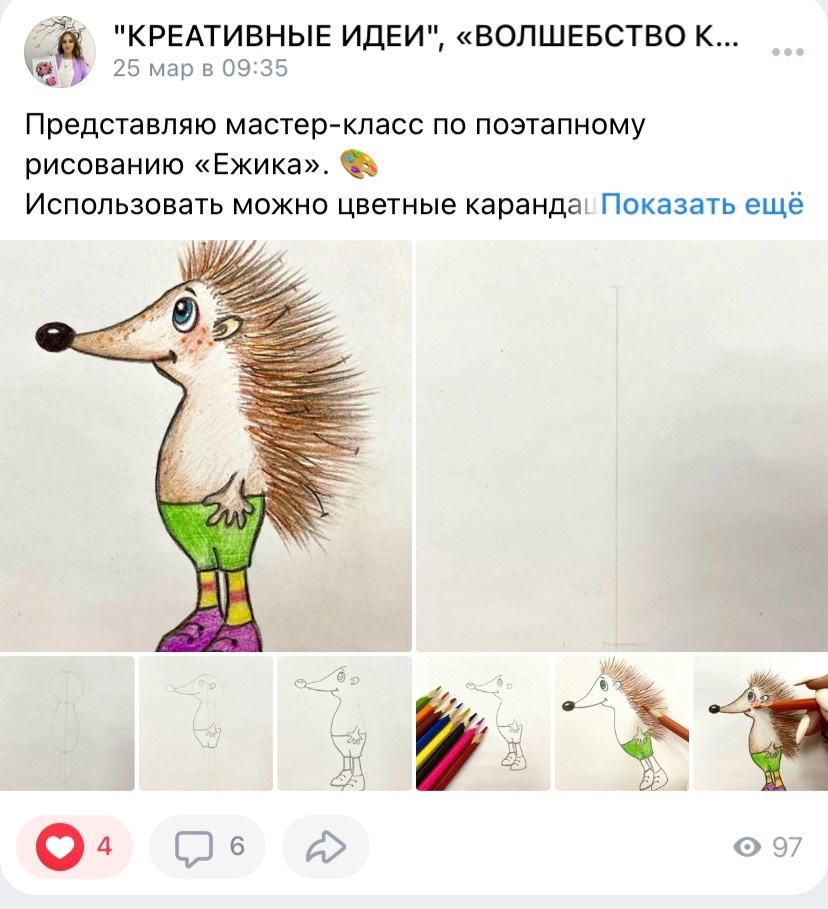 "КРЕАТИВНЫЕ ИДЕИ", «ВОЛШЕБСТВО К...
25 мар в 09:35
Представляю мастер-класс по поэтапному
рисованию «Ежика». 🎨
Использовать можно цветные Показать ещё
4 6 97